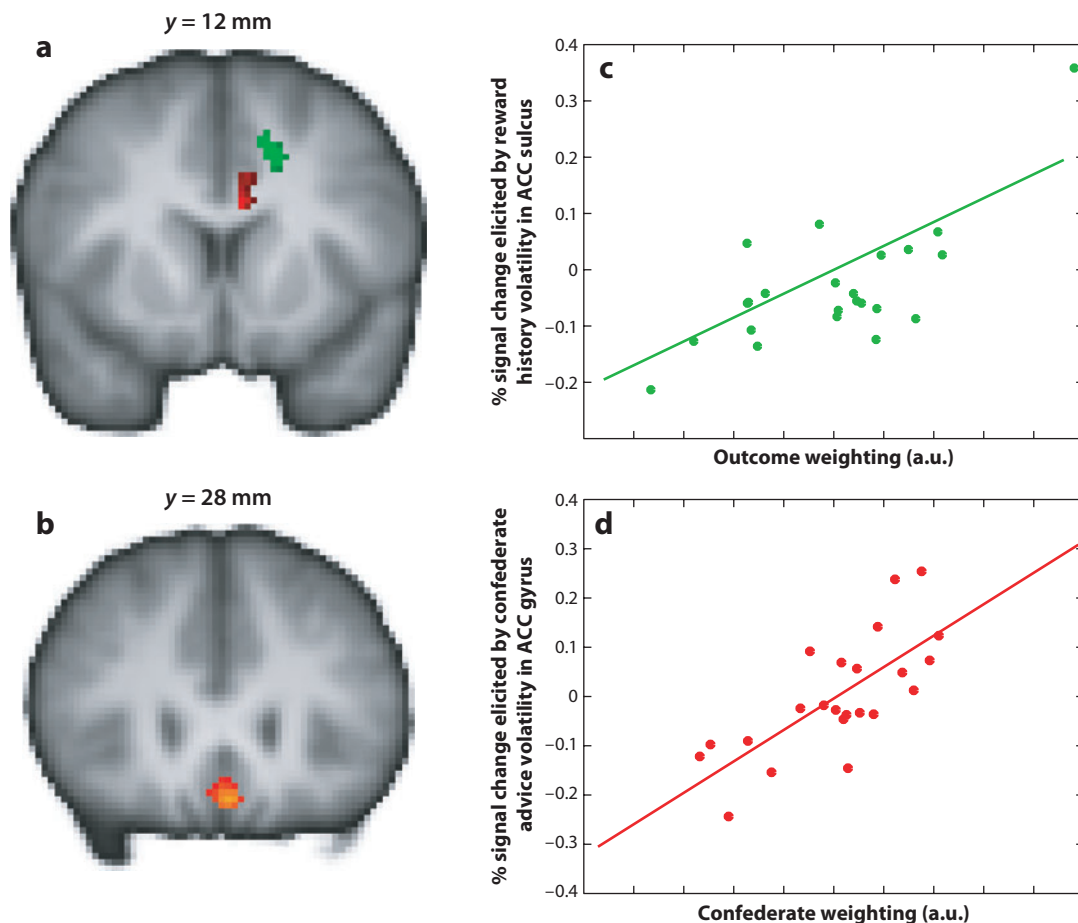 y = 12 mm
a
b
y = 28 mm
c
% signal change elicited by reward
history volatility in ACC sulcus
0.4
0.3
0.2
0.1
0
−0.1
−0.2
Outcome weighting (a.u.)
d
% signal change elicited by confederate
advice volatility in ACC gyrus
0.4
0.3
0.2
0.1
0
−0.1
−0.2
−0.3
−0.4
Confederate weighting (a.u.)